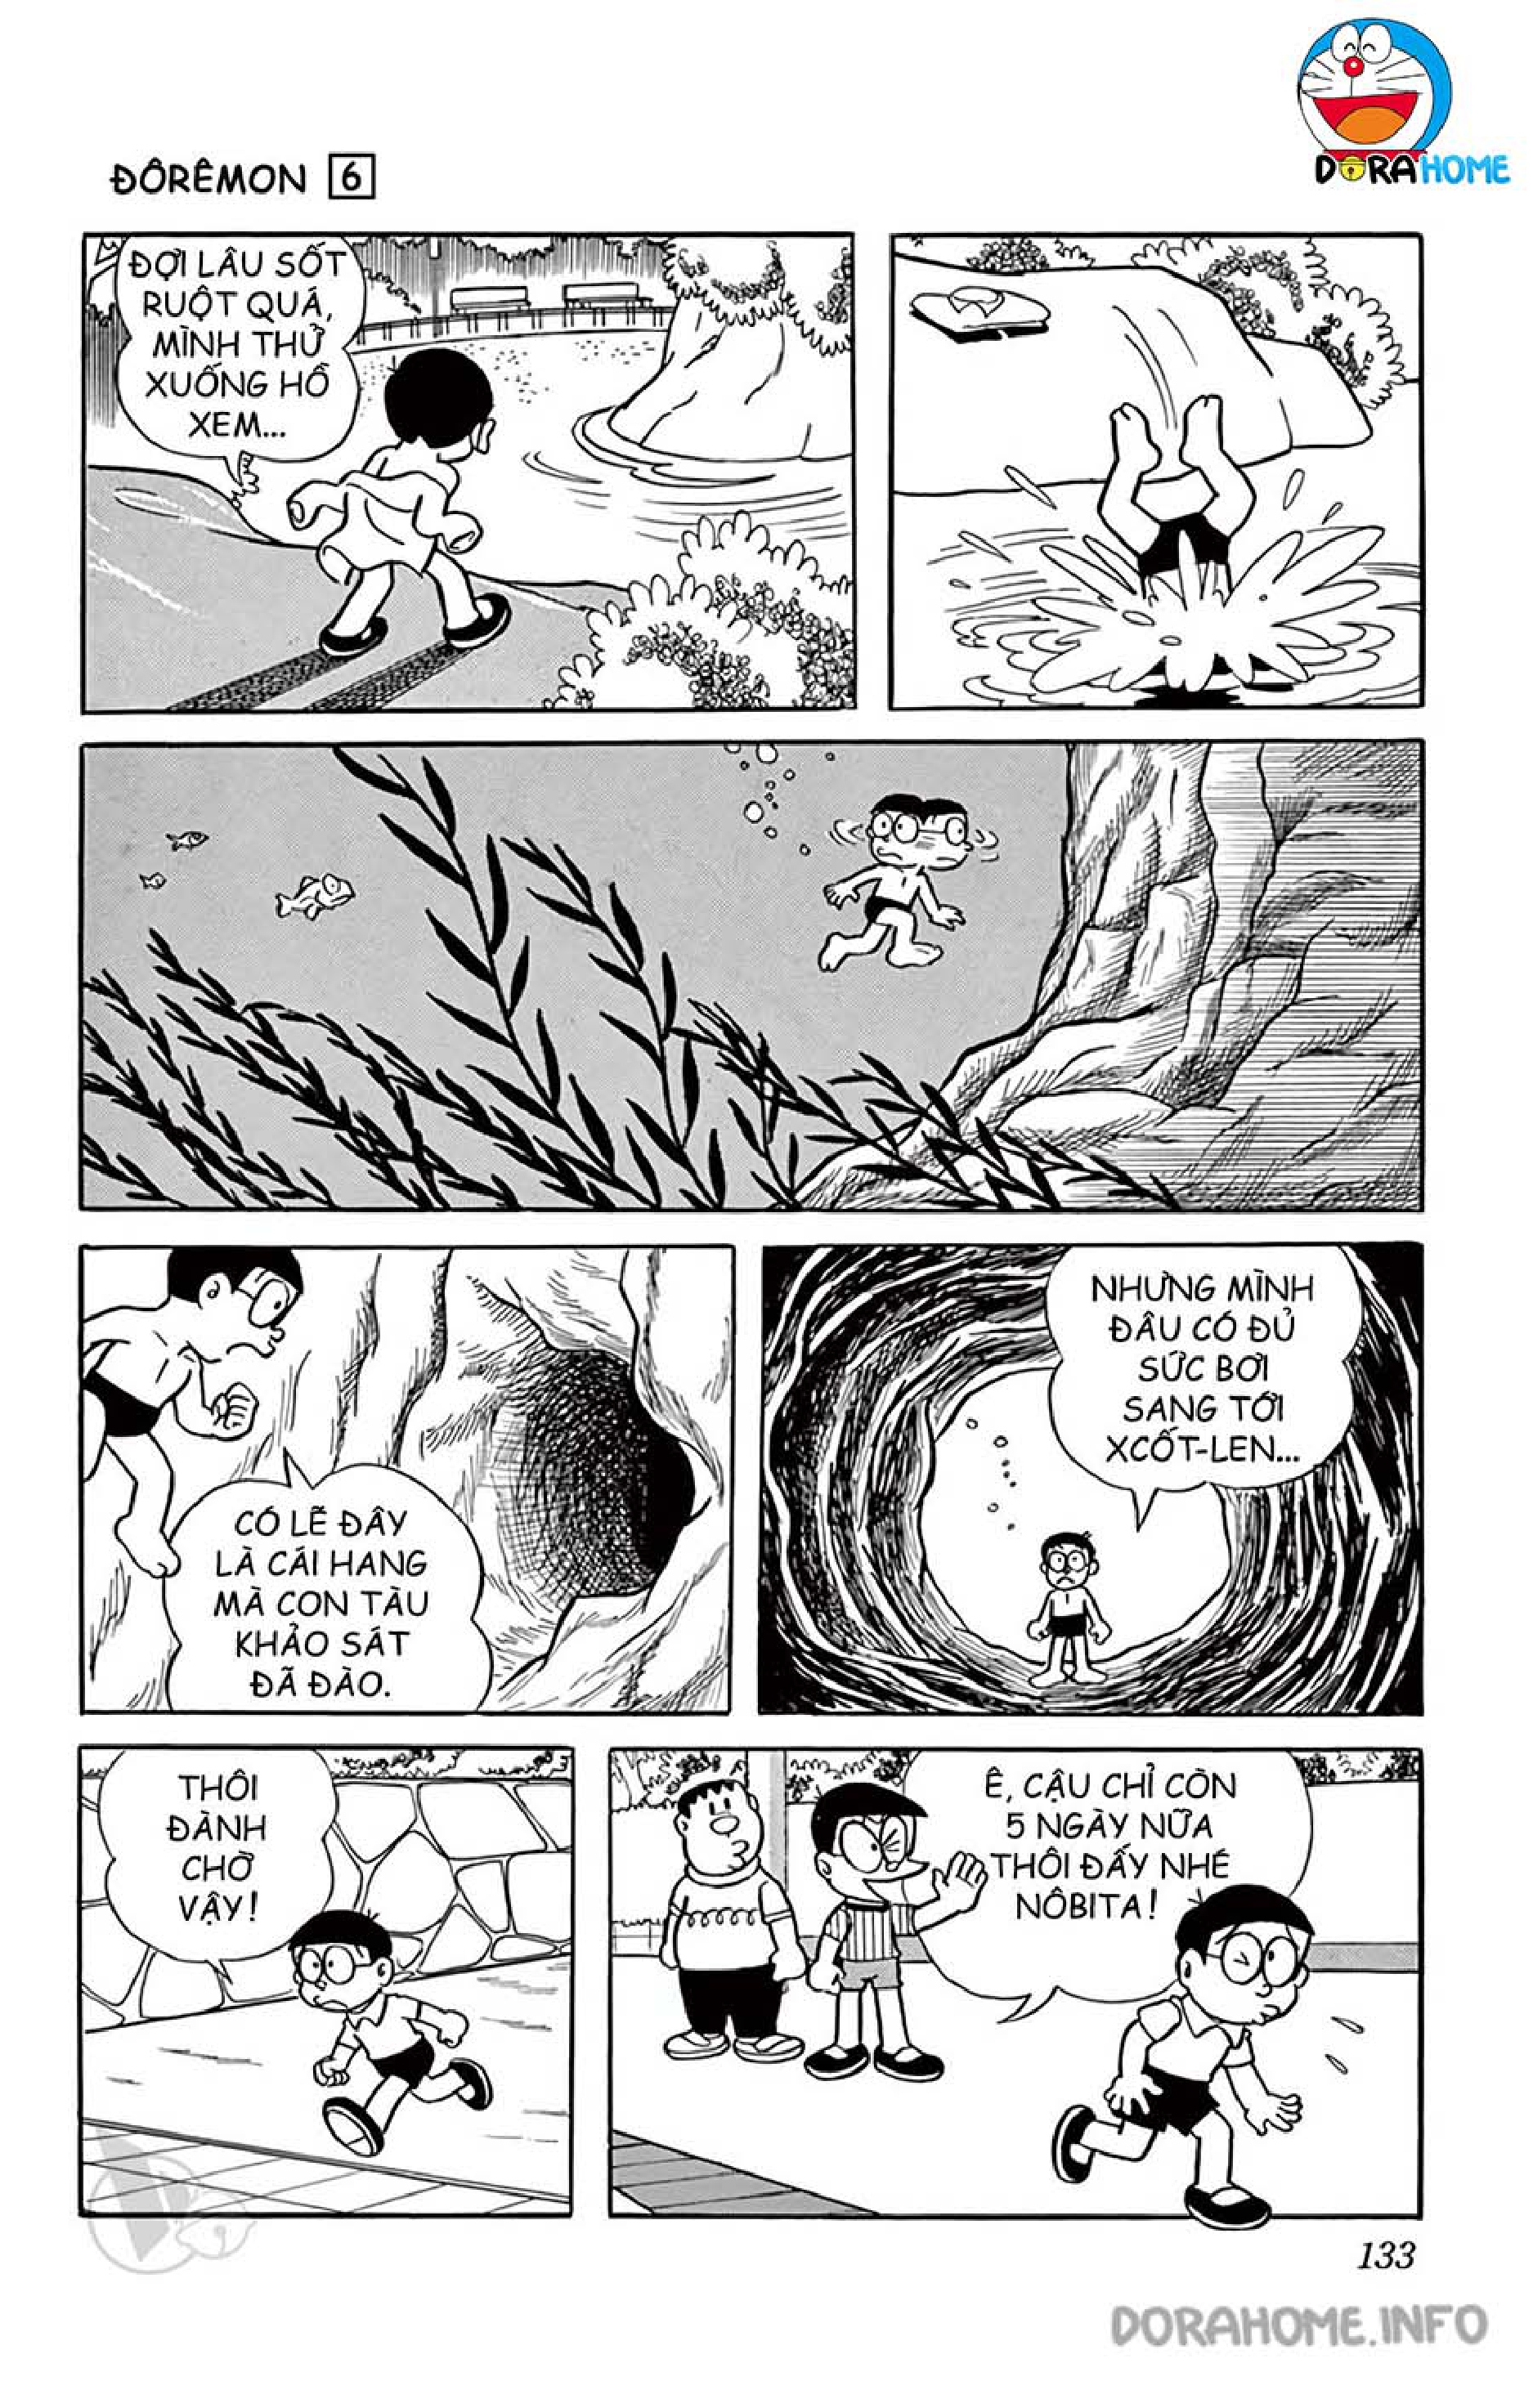 DORAHOME
ĐÔRÊMON 6
ĐỢI LÂU SỐT
RUỘT QUÁ,
MÌNH THỬ
XUỐNG HỒ
XEM...
CÓ LẼ ĐÂY
LÀ CÁI HANG
MÀ CON TÀU
KHẢO SÁT
ĐÃ ĐÀO.
NHƯNG MÌNH
ĐÂU CÓ ĐỦ
SỨC BƠI
SANG TỚI
XCỐT-LEN...
THÔI
ĐÀNH
CHỜ
VẬY!
Ê, CẬU CHỈ CÒN
5 NGÀY NỮA
THÔI ĐẤY NHÉ
NÔBITA!
133
DORAHOME.INFO